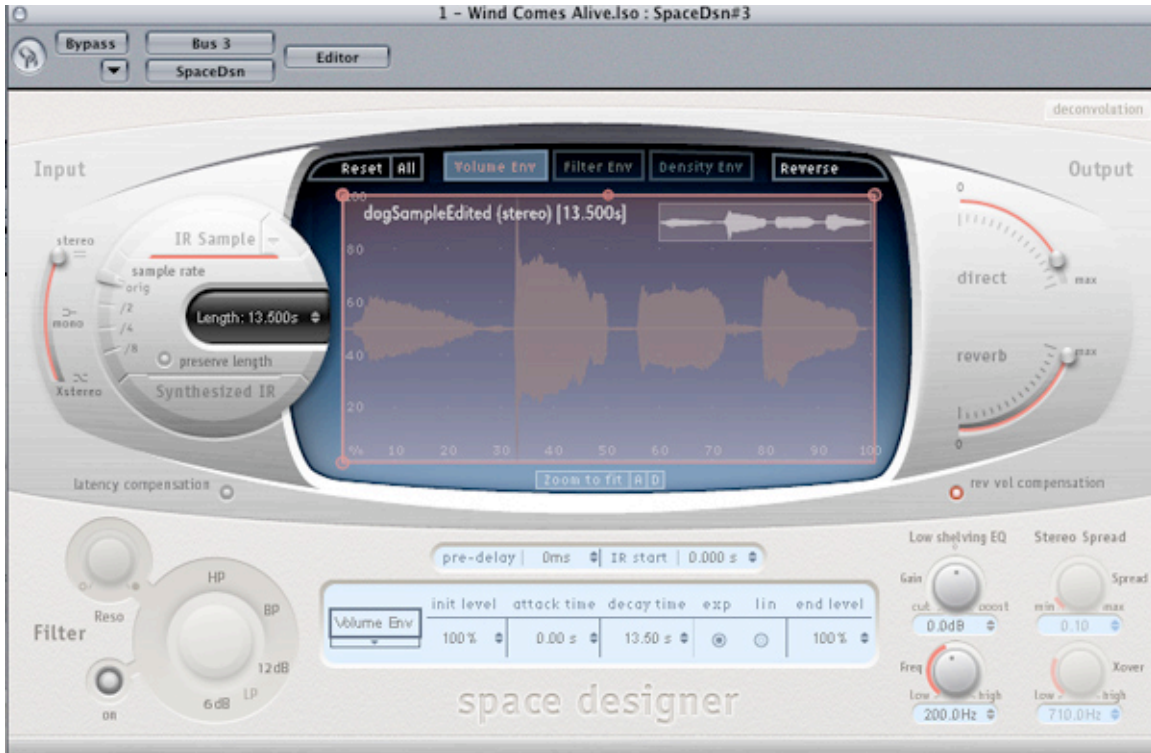 1 - Wind Comes Alive.lso : SpaceDsn#3
Bypass
Bus 3
SpaceDsn
Editor
deconvolation
Input
Output
Reset All Volume Env Filter Env Density Env Reverse
dogSampleEdited (stereo) [13.500s]
100
80
60
40
20
% 10 20 30 40 50 60 70 80 90 100
Zoom to fit A D
stereo
mono
Xstereo
IR Sample
sample rate
orig
/2
/4
/8
Length: 13.500s
preserve length
Synthesized IR
latency compensation
0
direct
max
reverb
max
0
rev vol compensation
pre-delay 0ms IR start 0.000 s
Volume Env
init level attack time decay time exp lin end level
100% 0.00 s 13.50 s 100%
space designer
Filter
Reso
on
HP
BP
12dB
LP
6dB
Low shelving EQ
0
Gain
cut boost
0.0dB
Freq
low high
200.0Hz
Stereo Spread
Spread
min max
0.10
Xover
low high
710.0Hz